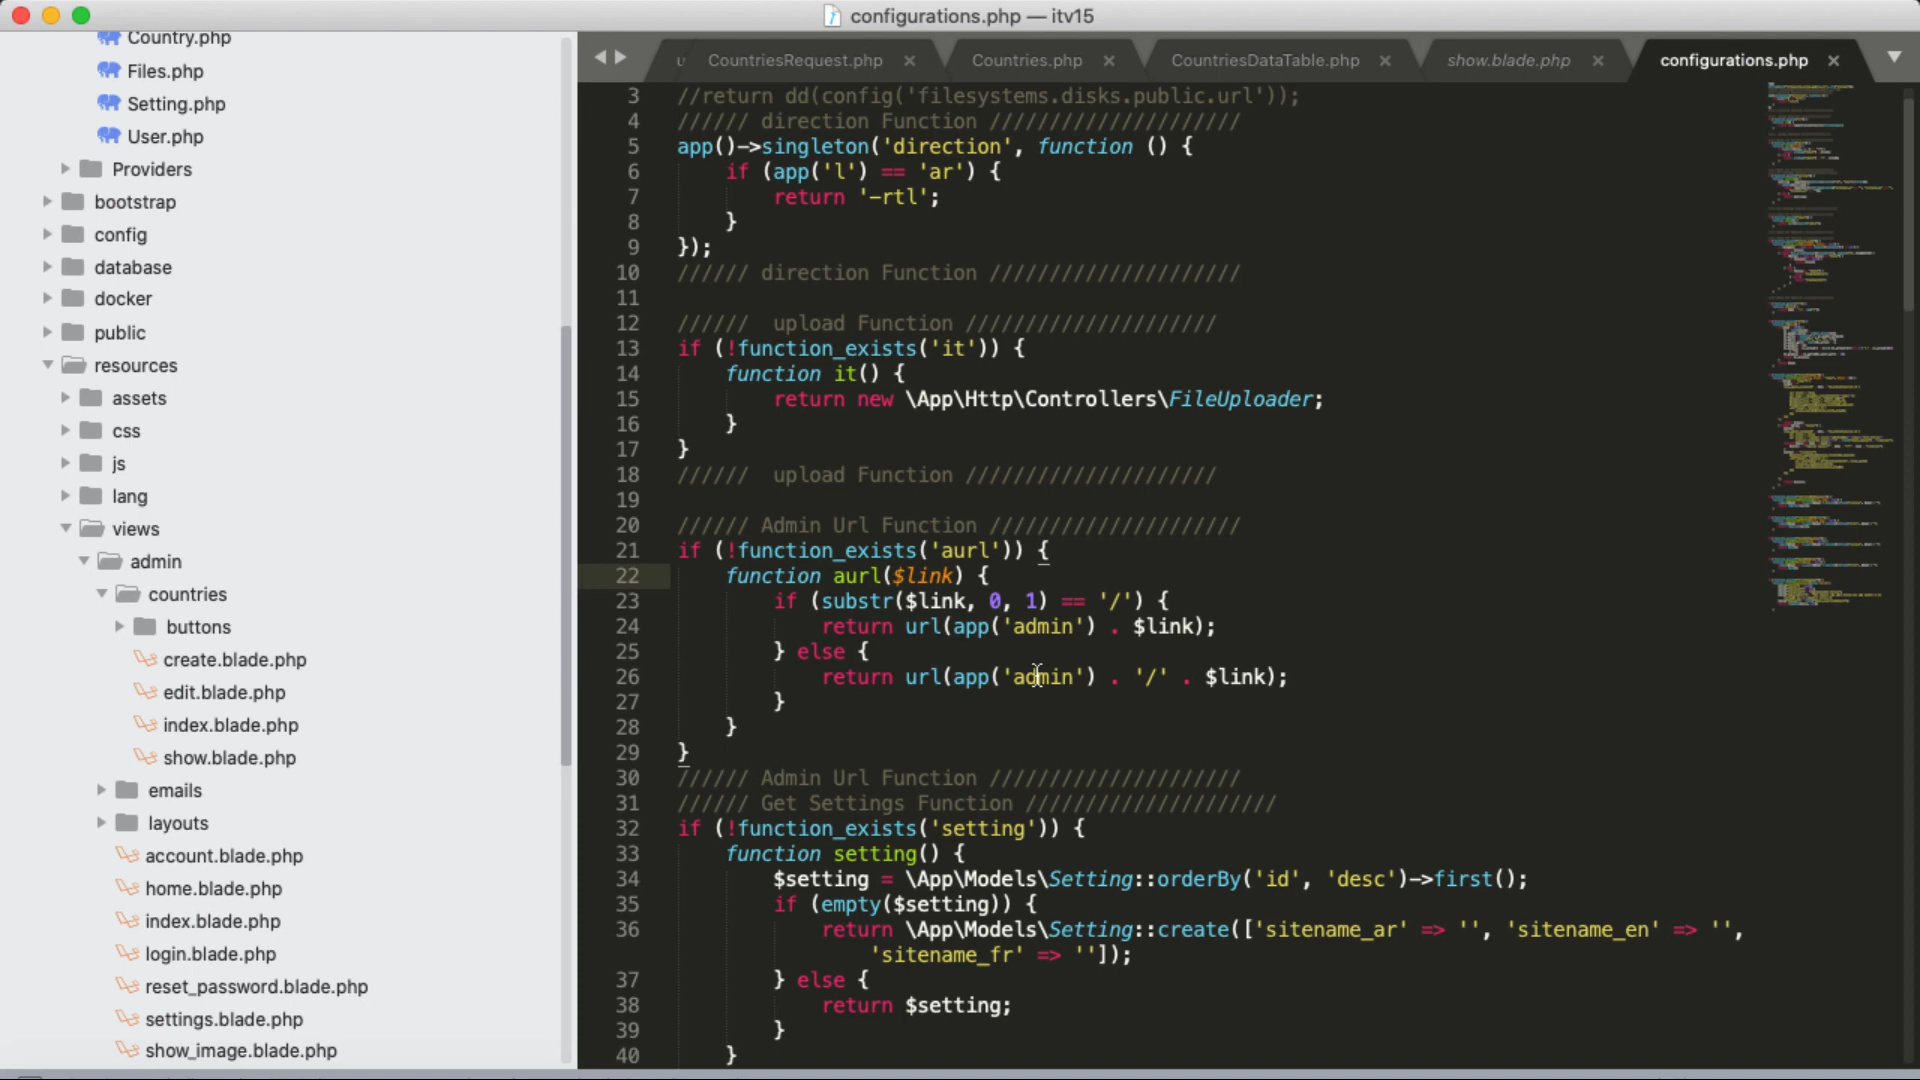 configurations.php — itv15
Country.php
Files.php
Setting.php
User.php
Providers
bootstrap
config
database
docker
public
resources
assets
css
js
lang
views
admin
countries
buttons
create.blade.php
edit.blade.php
index.blade.php
show.blade.php
emails
layouts
account.blade.php
home.blade.php
index.blade.php
login.blade.php
reset_password.blade.php
settings.blade.php
show_image.blade.php
CountriesRequest.php × Countries.php × CountriesDataTable.php × show.blade.php × configurations.php ×
3 //return dd(config('filesystems.disks.public.url'));
4 ////// direction Function /////////////////////
5 app()->singleton('direction', function () {
6 if (app('l') == 'ar') {
7 return '-rtl';
8 }
9 });
10 ////// direction Function /////////////////////
11
12 //////  upload Function /////////////////////
13 if (!function_exists('it')) {
14 function it() {
15 return new \App\Http\Controllers\FileUploader;
16 }
17 }
18 //////  upload Function /////////////////////
19
20 ////// Admin Url Function /////////////////////
21 if (!function_exists('aurl')) {
22 function aurl($link) {
23 if (substr($link, 0, 1) == '/') {
24 return url(app('admin') . $link);
25 } else {
26 return url(app('admin') . '/' . $link);
27 }
28 }
29 }
30 ////// Admin Url Function /////////////////////
31 ////// Get Settings Function /////////////////////
32 if (!function_exists('setting')) {
33 function setting() {
34 $setting = \App\Models\Setting::orderBy('id', 'desc')->first();
35 if (empty($setting)) {
36 return \App\Models\Setting::create(['sitename_ar' => '', 'sitename_en' => '',
'sitename_fr' => '']);
37 } else {
38 return $setting;
39 }
40 }